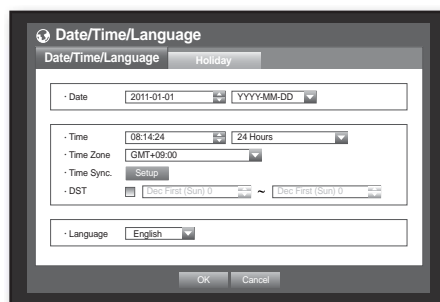 Date/Time/Language
Date/Time/Language Holiday
· Date 2011-01-01 YYYY-MM-DD
· Time 08:14:24 24 Hours
· Time Zone GMT+09:00
· Time Sync. Setup
· DST Dec First (Sun) 0 ~ Dec First (Sun) 0
· Language English
OK Cancel